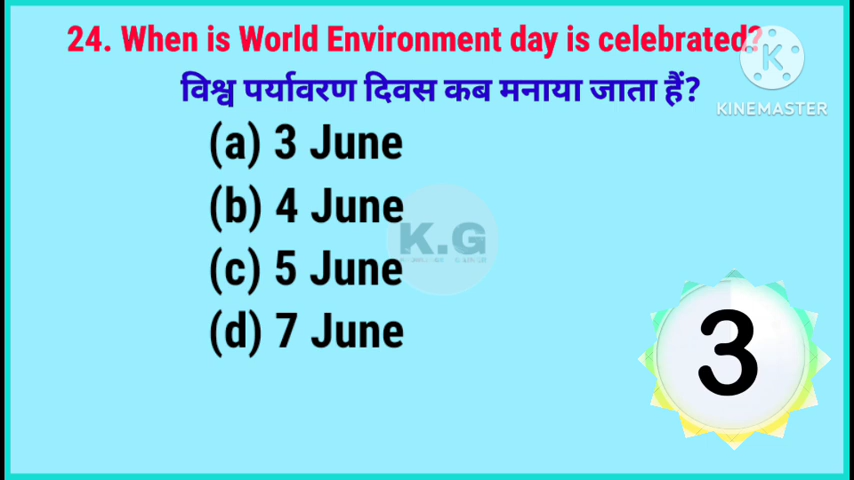 24. When is World Environment day is celebrated?
विश्व पर्यावरण दिवस कब मनाया जाता हैं?
KINEMASTER
(a) 3 June
(b) 4 June
K.G
(c) 5 June
(d) 7 June
3